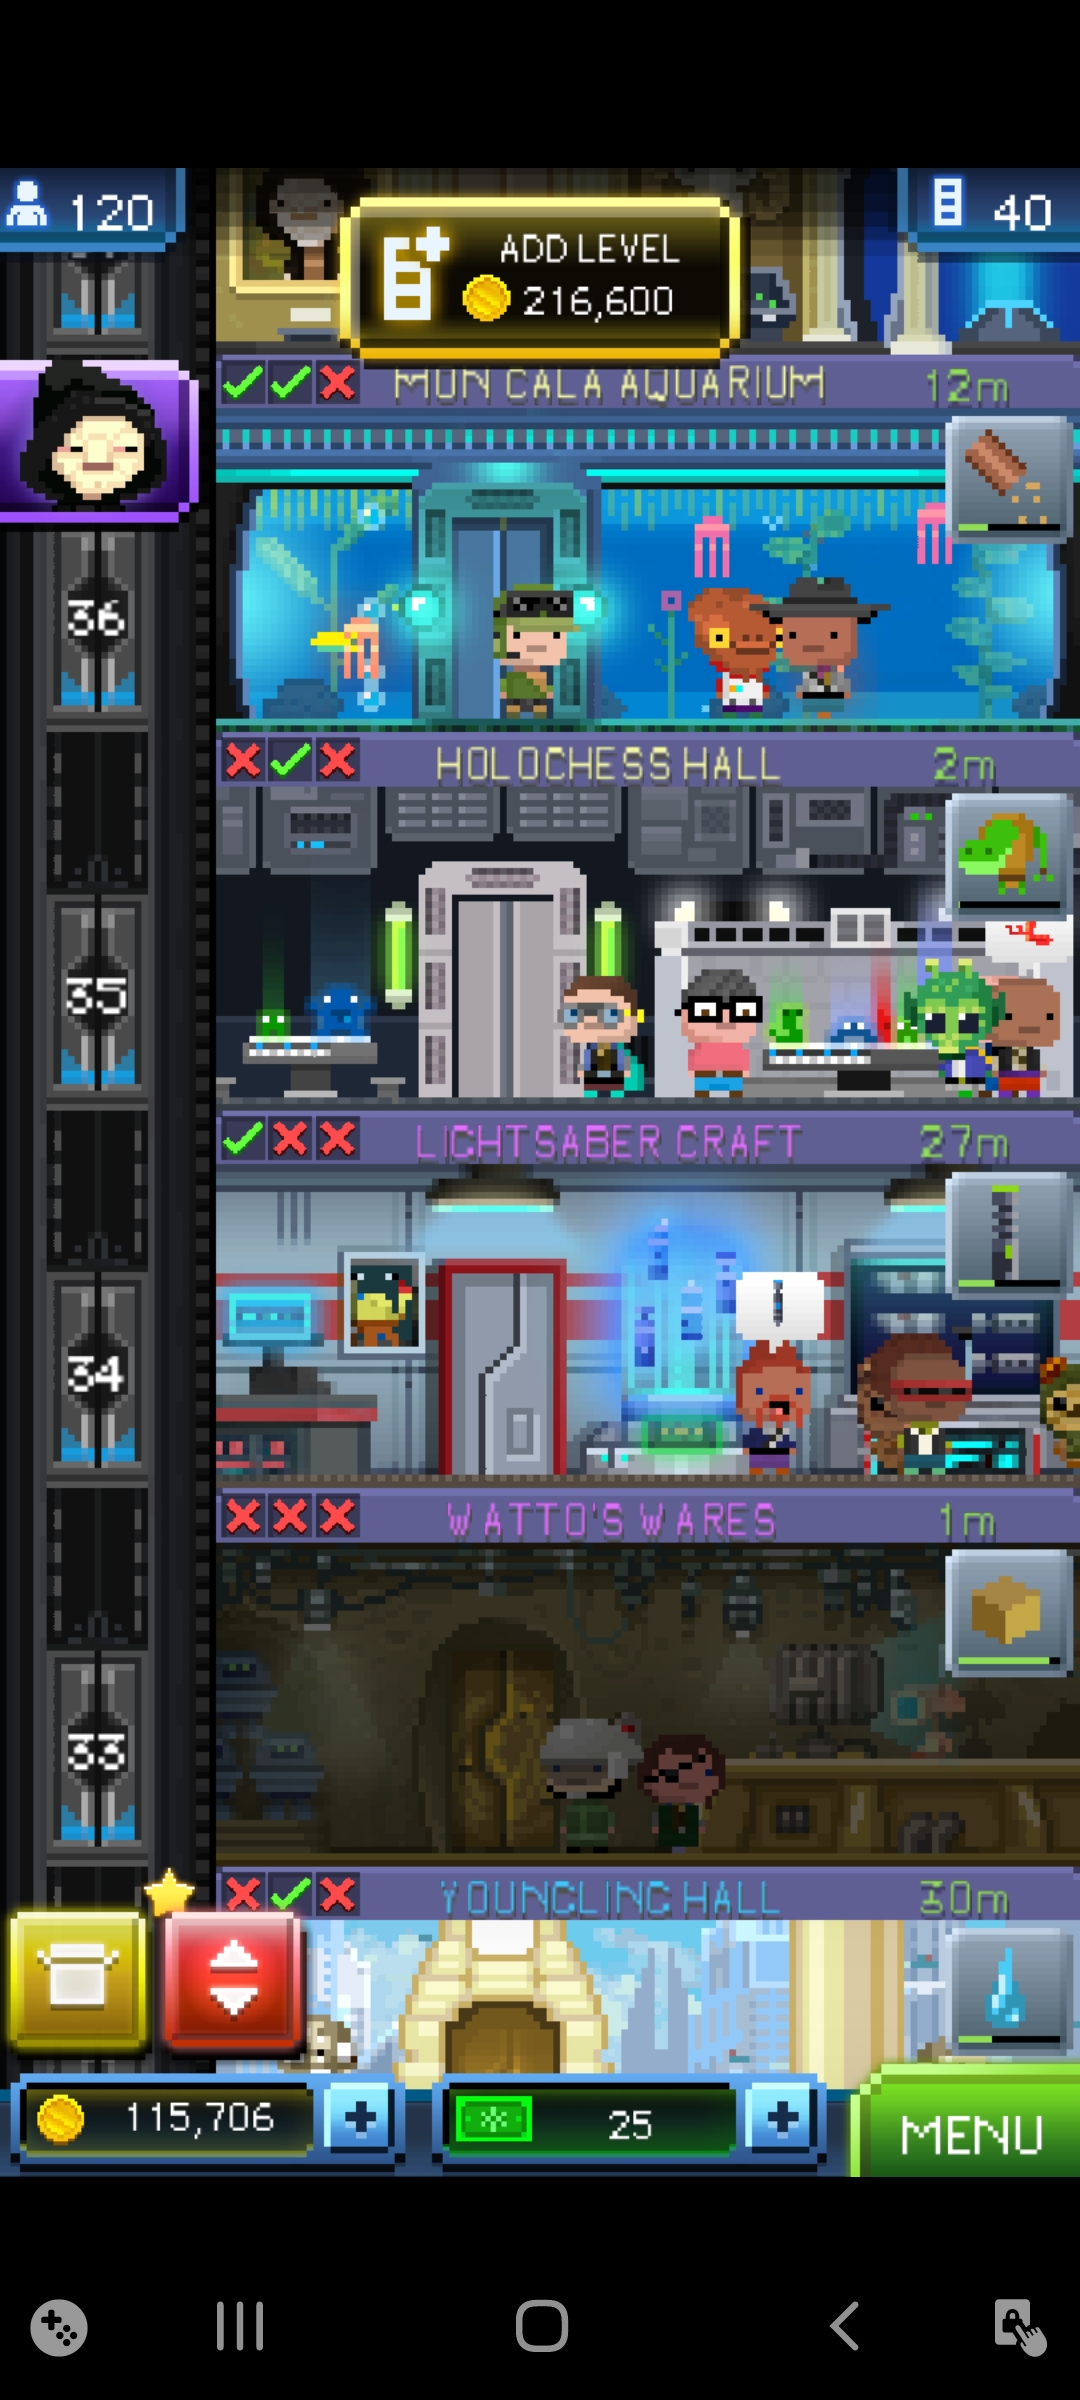 120
40
ADD LEVEL
216,600
MON CALA AQUARIUM 12m
36
HOLOCHESS HALL 2m
35
LIGHTSABER CRAFT 27m
34
WATTO'S WARES 1m
33
YOUNGLING HALL 30m
115,706
25
MENU